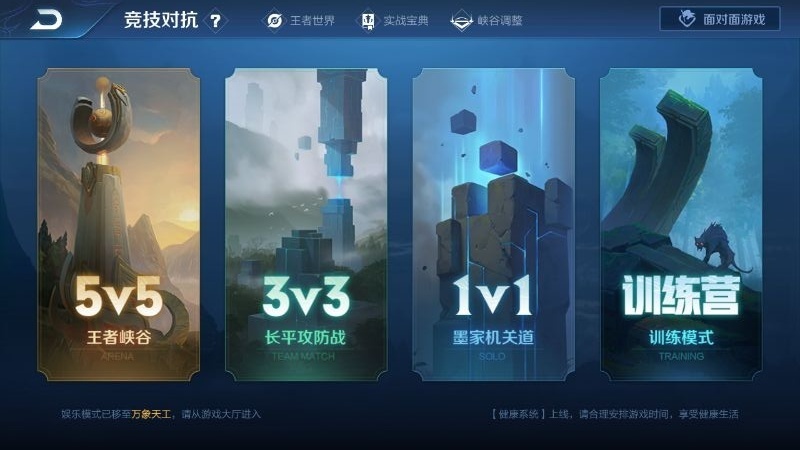 竞技对抗 ?
王者世界
实战宝典
峡谷调整
面对面游戏
5v5
王者峡谷
ARENA
3v3
长平攻防战
TEAM MATCH
1v1
墨家机关道
SOLO
训练营
训练模式
TRAINING
娱乐模式已移至万象天工，请从游戏大厅进入
【健康系统】上线，请合理安排游戏时间，享受健康生活